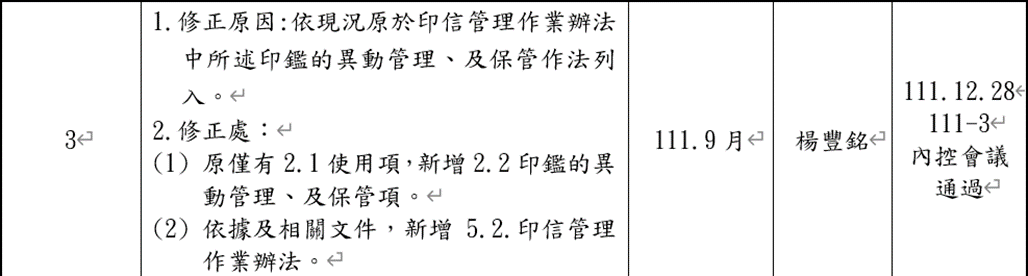 3
1.修正原因:依現況原於印信管理作業辦法
中所述印鑑的異動管理、及保管作法列
入。
2.修正處：
(1) 原僅有 2.1 使用項,新增 2.2 印鑑的異
動管理、及保管項。
(2) 依據及相關文件，新增 5.2.印信管理
作業辦法。
111.9 月
楊豐銘
111.12.28
111-3
內控會議
通過